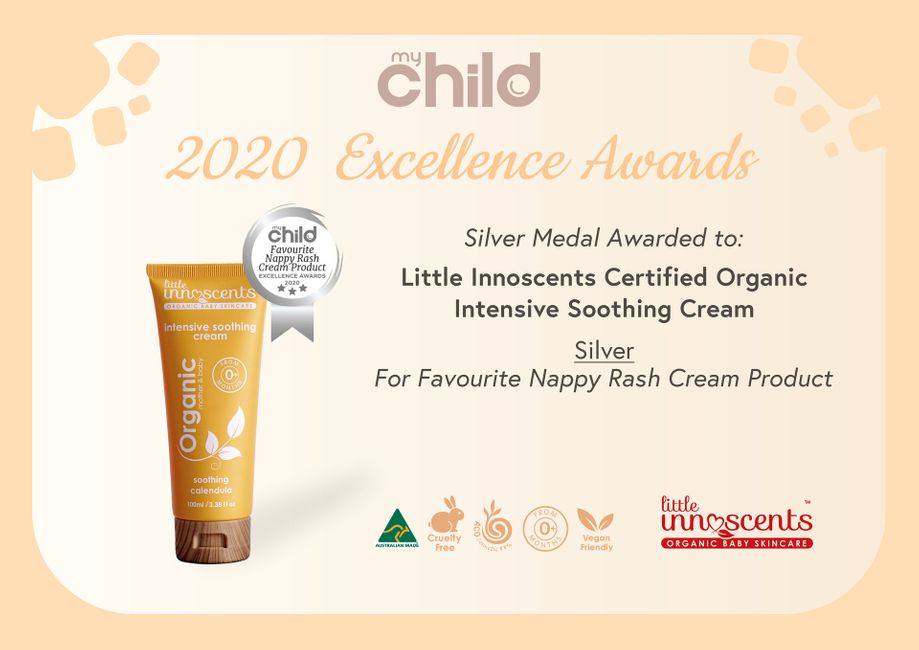 my
child
2020 Excellence Awards
my
child
Favourite
Nappy Rash
Cream Product
EXCELLENCE AWARDS
2020
Silver Medal Awarded to:
Little Innoscents Certified Organic
Intensive Soothing Cream
Silver
For Favourite Nappy Rash Cream Product
little
innoscents
ORGANIC BABY SKINCARE
intensive soothing
cream
Organic
mother & baby
FROM
0+
MONTHS
soothing
calendula
100ml / 3.38 fl oz
AUSTRALIAN MADE
Cruelty
Free
ACO
FROM
0+
MONTHS
Vegan
Friendly
little
innoscents
TM
ORGANIC BABY SKINCARE